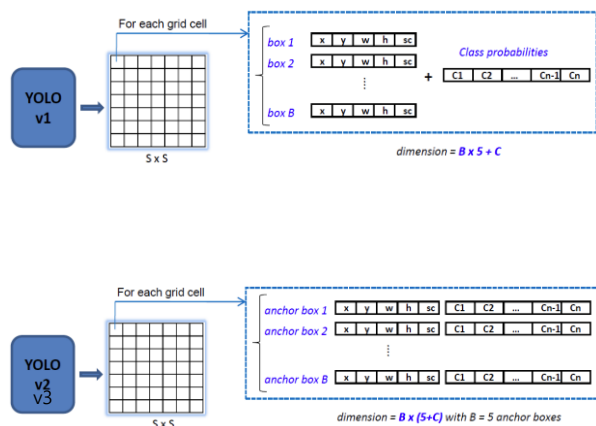 For each grid cell
box 1 x y w h sc
box 2 x y w h sc
Class probabilities
+ C1 C2 ... Cn-1 Cn
box B x y w h sc
YOLO
v1
S x S
dimension = B x 5 + C
For each grid cell
anchor box 1 x y w h sc C1 C2 ... Cn-1 Cn
anchor box 2 x y w h sc C1 C2 ... Cn-1 Cn
anchor box B x y w h sc C1 C2 ... Cn-1 Cn
YOLO
v2
v3
S x S
dimension = B x (5+C) with B = 5 anchor boxes